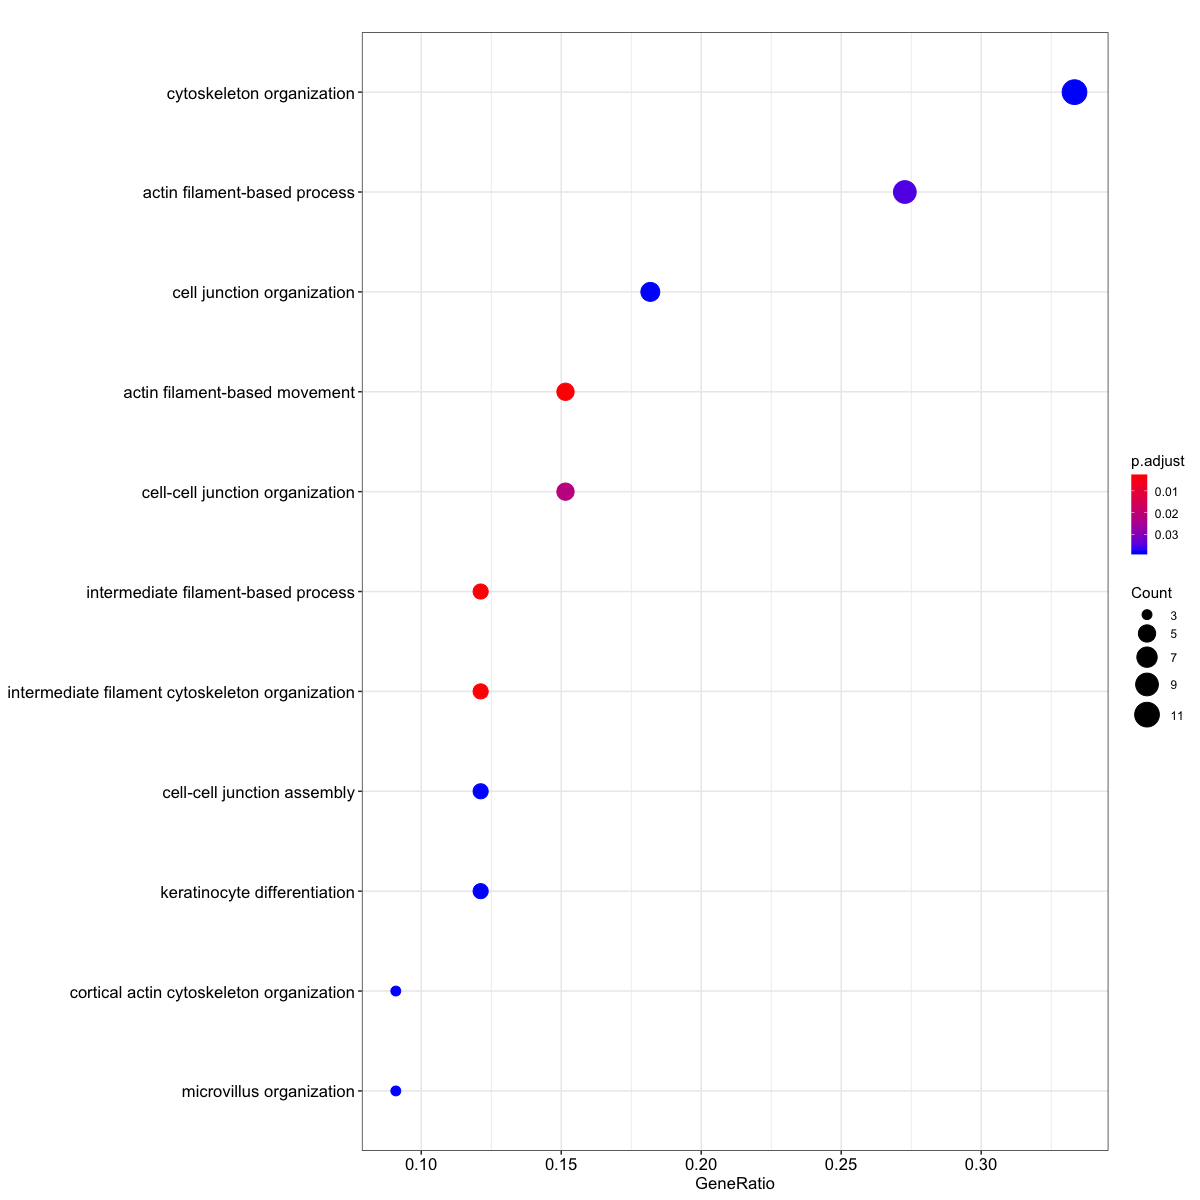 cytoskeleton organization
actin filament-based process
cell junction organization
actin filament-based movement
cell-cell junction organization
intermediate filament-based process
intermediate filament cytoskeleton organization
cell-cell junction assembly
keratinocyte differentiation
cortical actin cytoskeleton organization
microvillus organization
0.10 0.15 0.20 0.25 0.30
GeneRatio
p.adjust
0.01
0.02
0.03
Count
3
5
7
9
11